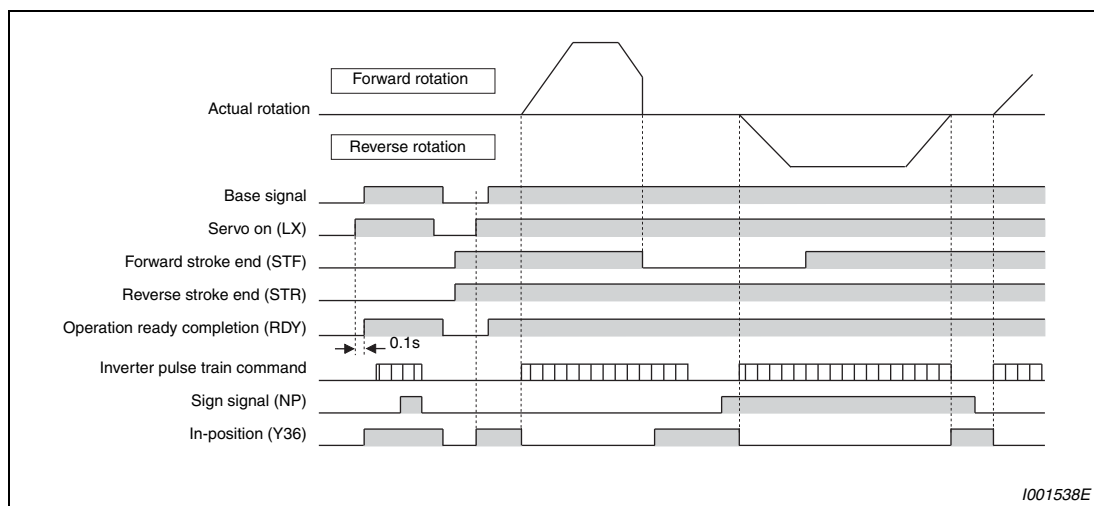 Forward rotation
Actual rotation
Reverse rotation
Base signal
Servo on (LX)
Forward stroke end (STF)
Reverse stroke end (STR)
Operation ready completion (RDY)
0.1s
Inverter pulse train command
Sign signal (NP)
In-position (Y36)
I001538E